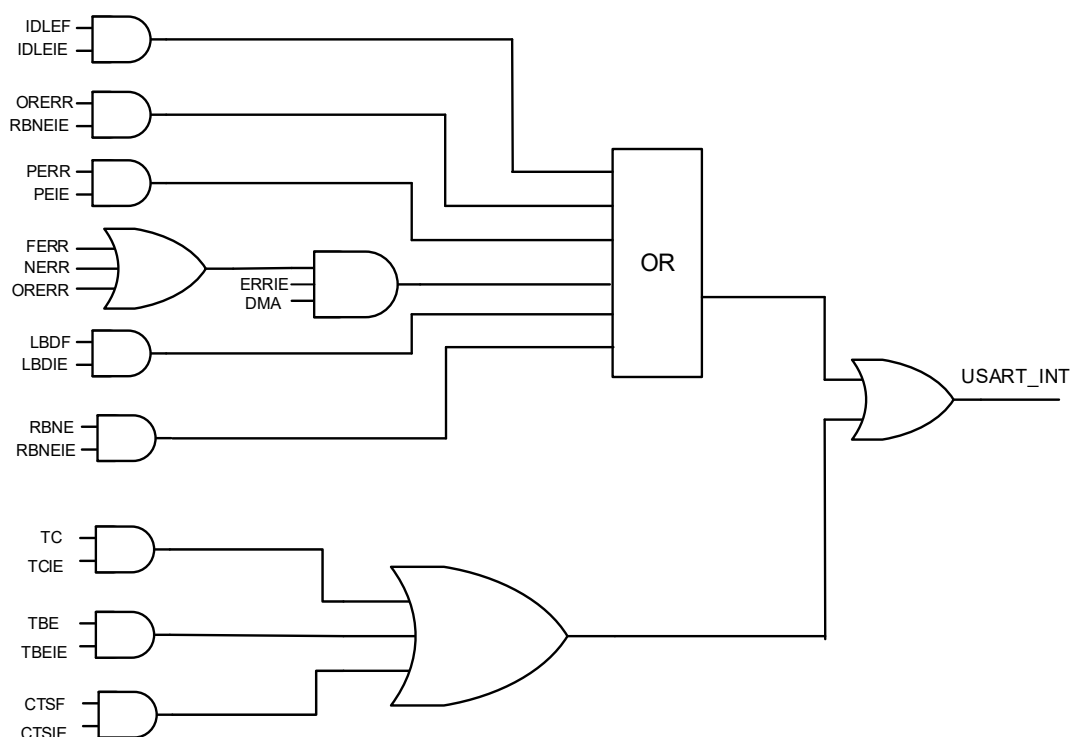 IDLEF
IDLEIE
ORERR
RBNEIE
PERR
PEIE
FERR
NERR
ORERR
ERRIE
DMA
LBDF
LBDIE
RBNE
RBNEIE
OR
USART_INT
TC
TCIE
TBE
TBEIE
CTSF
CTSIE